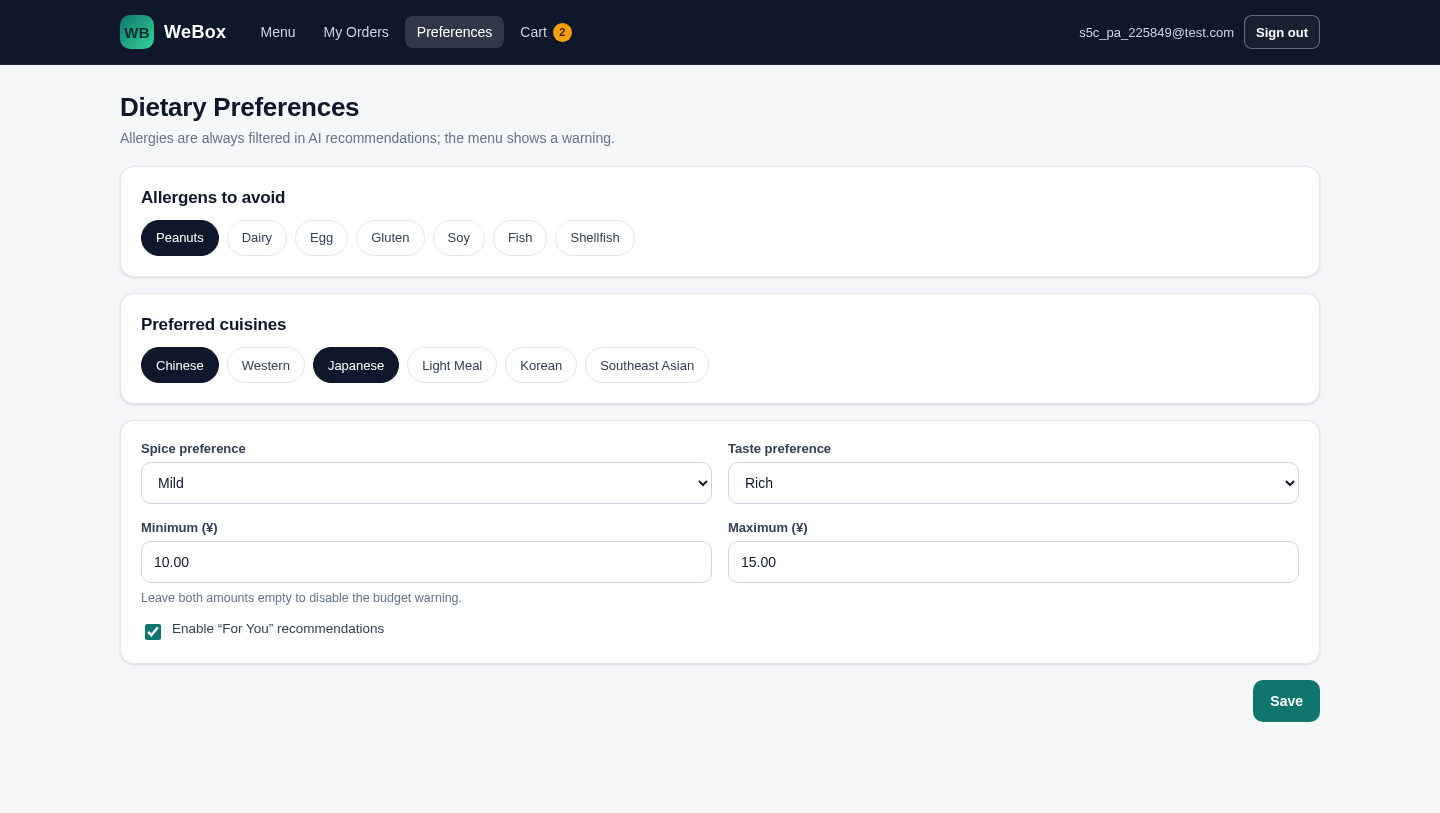 WB WeBox Menu My Orders Preferences Cart 2 s5c_pa_225849@test.com Sign out
Dietary Preferences
Allergies are always filtered in AI recommendations; the menu shows a warning.
Allergens to avoid
Peanuts Dairy Egg Gluten Soy Fish Shellfish
Preferred cuisines
Chinese Western Japanese Light Meal Korean Southeast Asian
Spice preference Taste preference
Mild Rich
Minimum (¥) Maximum (¥)
10.00 15.00
Leave both amounts empty to disable the budget warning.
Enable “For You” recommendations
Save